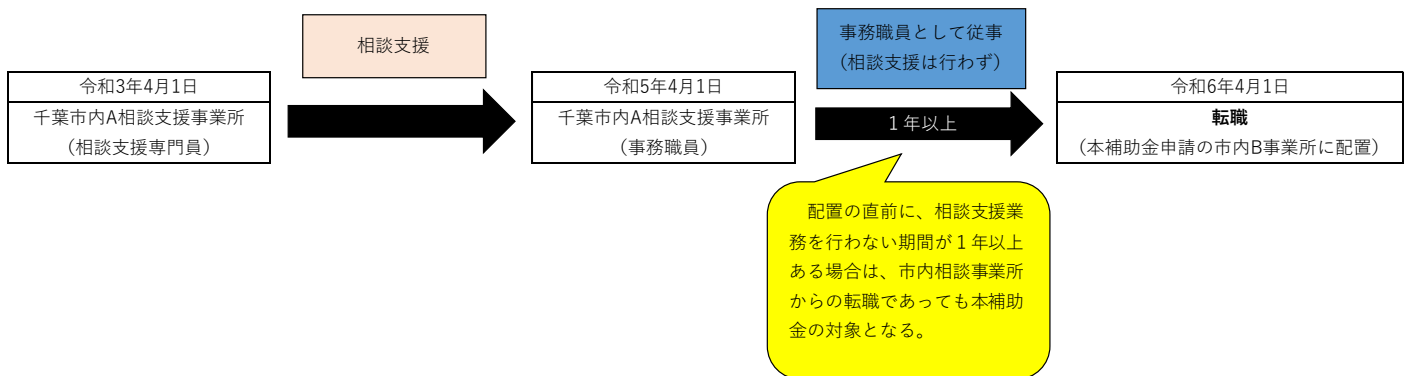 相談支援
事務職員として従事
(相談支援は行わず)
令和3年4月1日
千葉市内A相談支援事業所
(相談支援専門員)
令和5年4月1日
千葉市内A相談支援事業所
(事務職員)
1年以上
令和6年4月1日
転職
(本補助金申請の市内B事業所に配置)
配置の直前に、相談支援業
務を行わない期間が1年以上
ある場合は、市内相談事業所
からの転職であっても本補助
金の対象となる。